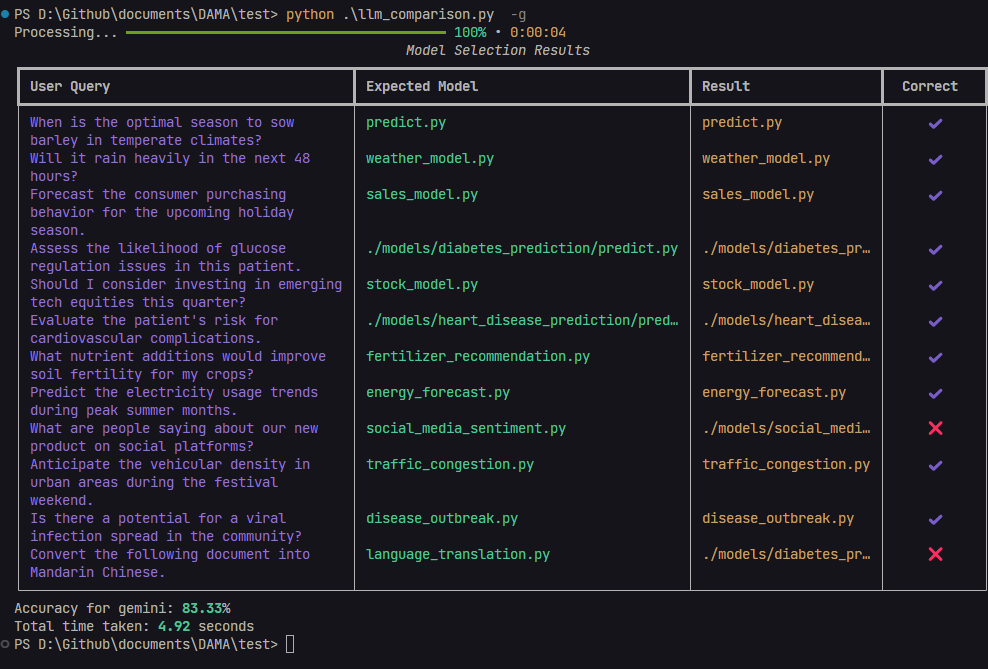 PS D:\Github\documents\DAMA\test> python .\llm_comparison.py -g
Processing... 100% • 0:00:04
Model Selection Results
User Query Expected Model Result Correct
When is the optimal season to sow predict.py predict.py ✔
barley in temperate climates?
Will it rain heavily in the next 48 weather_model.py weather_model.py ✔
hours?
Forecast the consumer purchasing sales_model.py sales_model.py ✔
behavior for the upcoming holiday
season.
Assess the likelihood of glucose ./models/diabetes_prediction/predict.py ./models/diabetes_pr… ✔
regulation issues in this patient.
Should I consider investing in emerging stock_model.py stock_model.py ✔
tech equities this quarter?
Evaluate the patient's risk for ./models/heart_disease_prediction/pred… ./models/heart_disea… ✔
cardiovascular complications.
What nutrient additions would improve fertilizer_recommendation.py fertilizer_recommend… ✔
soil fertility for my crops?
Predict the electricity usage trends energy_forecast.py energy_forecast.py ✔
during peak summer months.
What are people saying about our new social_media_sentiment.py ./models/social_medi… ❌
product on social platforms?
Anticipate the vehicular density in traffic_congestion.py traffic_congestion.py ✔
urban areas during the festival
weekend.
Is there a potential for a viral disease_outbreak.py disease_outbreak.py ✔
infection spread in the community?
Convert the following document into language_translation.py ./models/diabetes_pr… ❌
Mandarin Chinese.
Accuracy for gemini: 83.33%
Total time taken: 4.92 seconds
PS D:\Github\documents\DAMA\test>